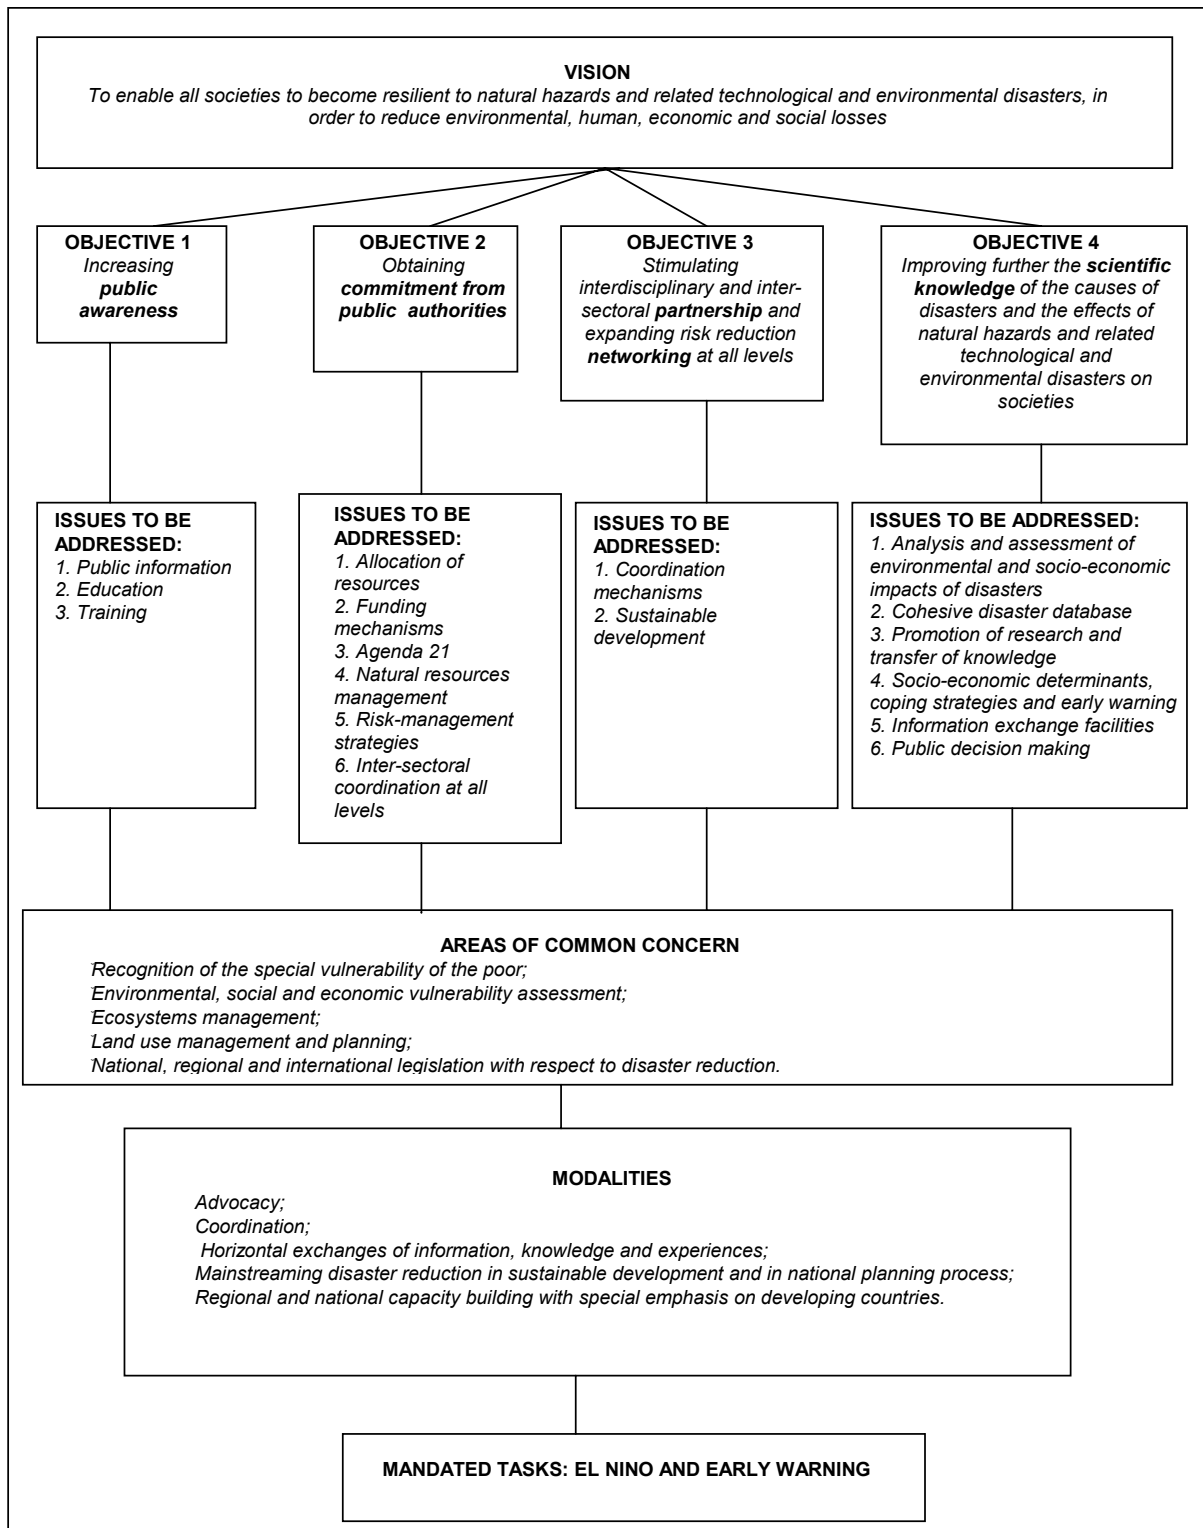 VISION
To enable all societies to become resilient to natural hazards and related technological and environmental disasters, in
order to reduce environmental, human, economic and social losses
OBJECTIVE 1
Increasing
public
awareness
OBJECTIVE 2
Obtaining
commitment from
public authorities
OBJECTIVE 3
Stimulating
interdisciplinary and inter-
sectoral partnership and
expanding risk reduction
networking at all levels
OBJECTIVE 4
Improving further the scientific
knowledge of the causes of
disasters and the effects of
natural hazards and related
technological and
environmental disasters on
societies
ISSUES TO BE
ADDRESSED:
1. Public information
2. Education
3. Training
ISSUES TO BE
ADDRESSED:
1. Allocation of
resources
2. Funding
mechanisms
3. Agenda 21
4. Natural resources
management
5. Risk-management
strategies
6. Inter-sectoral
coordination at all
levels
ISSUES TO BE
ADDRESSED:
1. Coordination
mechanisms
2. Sustainable
development
ISSUES TO BE ADDRESSED:
1. Analysis and assessment of
environmental and socio-economic
impacts of disasters
2. Cohesive disaster database
3. Promotion of research and
transfer of knowledge
4. Socio-economic determinants,
coping strategies and early warning
5. Information exchange facilities
6. Public decision making
AREAS OF COMMON CONCERN
Recognition of the special vulnerability of the poor;
Environmental, social and economic vulnerability assessment;
Ecosystems management;
Land use management and planning;
National, regional and international legislation with respect to disaster reduction.
MODALITIES
Advocacy;
Coordination;
Horizontal exchanges of information, knowledge and experiences;
Mainstreaming disaster reduction in sustainable development and in national planning process;
Regional and national capacity building with special emphasis on developing countries.
MANDATED TASKS: EL NINO AND EARLY WARNING